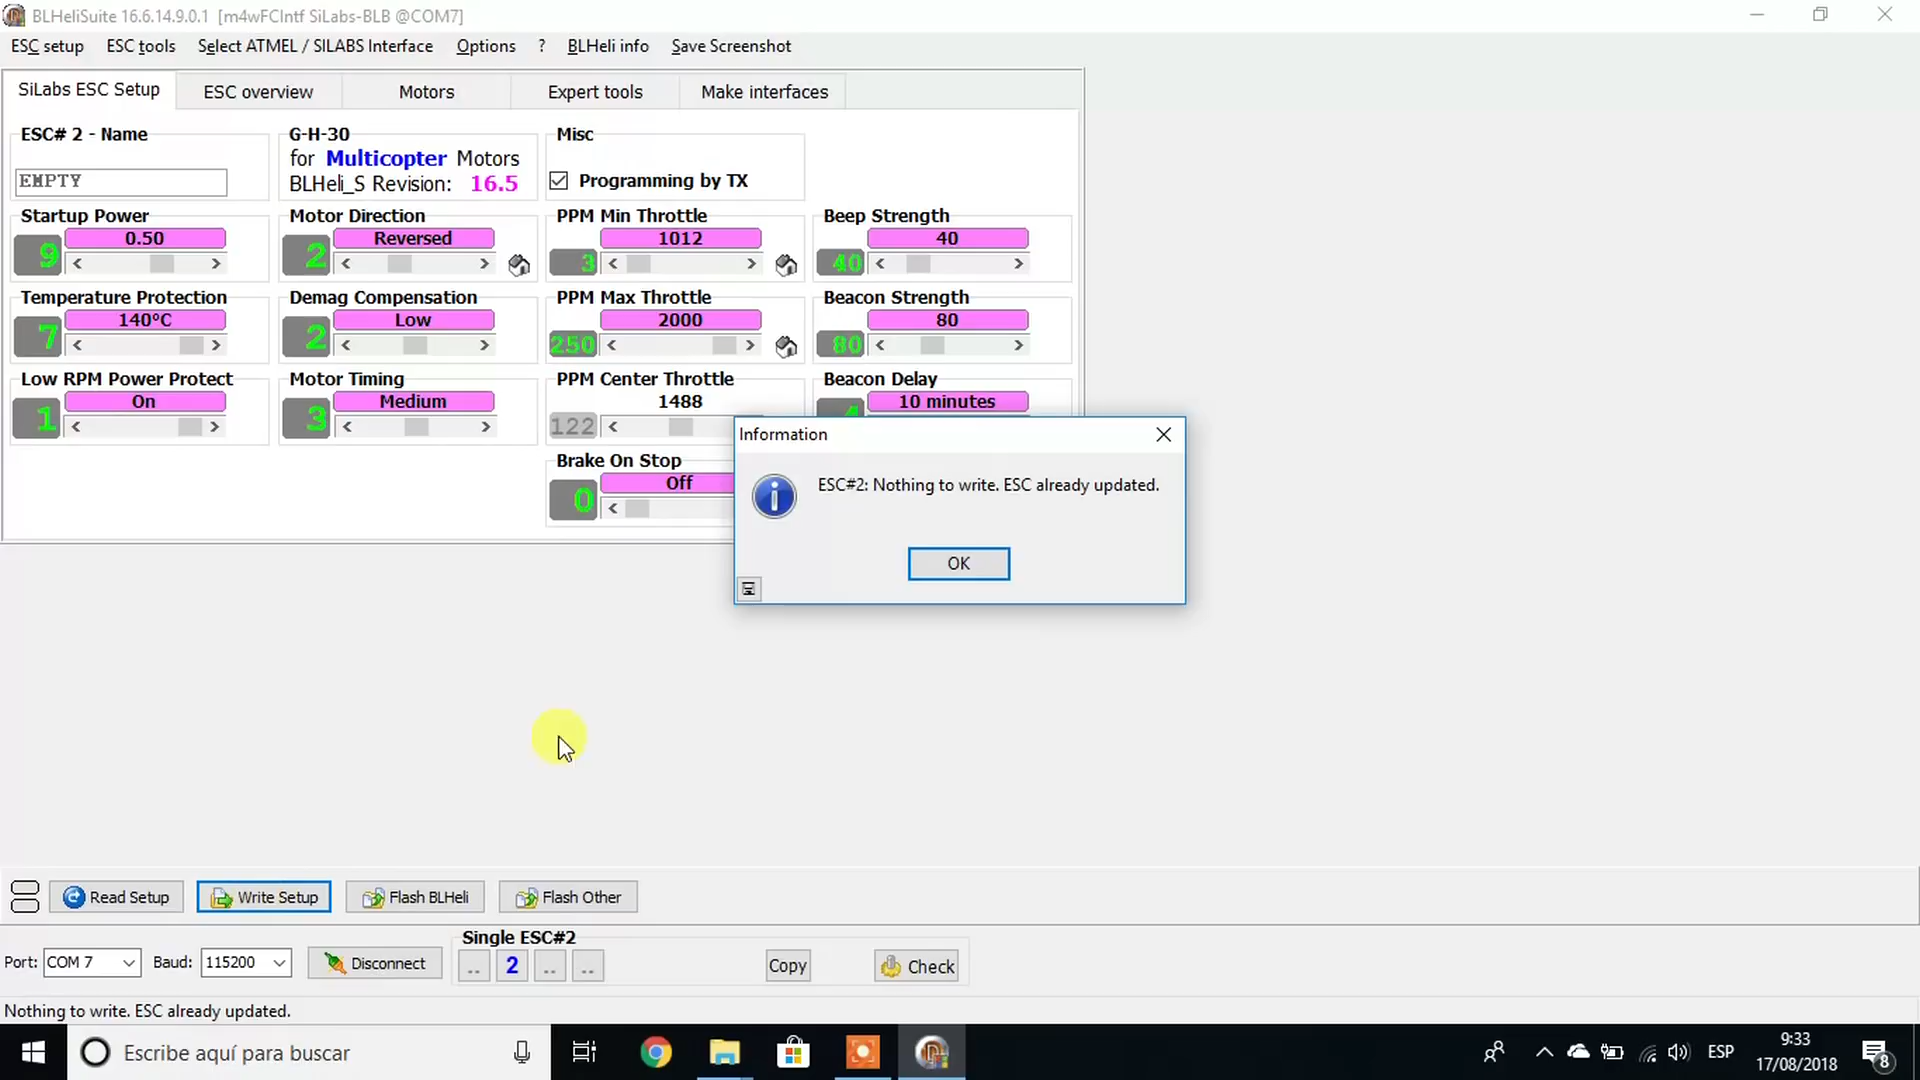 BLHeliSuite 16.6.14.9.0.1 [m4wFCIntf SiLabs-BLB @COM7]
ESC setup ESC tools Select ATMEL / SILABS Interface Options ? BLHeli info Save Screenshot
SiLabs ESC Setup ESC overview Motors Expert tools Make interfaces
ESC# 2 - Name G-H-30 Misc
for Multicopter Motors
EMPTY BLHeli_S Revision: 16.5 Programming by TX
Startup Power Motor Direction PPM Min Throttle Beep Strength
0.50 Reversed 1012 40
9 < > 2 < > 3 < > 40 < >
Temperature Protection Demag Compensation PPM Max Throttle Beacon Strength
140°C Low 2000 80
7 < > 2 < > 250 < > 80 < >
Low RPM Power Protect Motor Timing PPM Center Throttle Beacon Delay
On Medium 1488 10 minutes
1 < > 3 < > 122 < 4
Information
Brake On Stop
Off
0 <
ESC#2: Nothing to write. ESC already updated.
OK
Read Setup Write Setup Flash BLHeli Flash Other
Single ESC#2
Port: COM 7 Baud: 115200 Disconnect .. 2 .. .. Copy Check
Nothing to write. ESC already updated.
Escribe aquí para buscar
ESP
9:33
17/08/2018
8